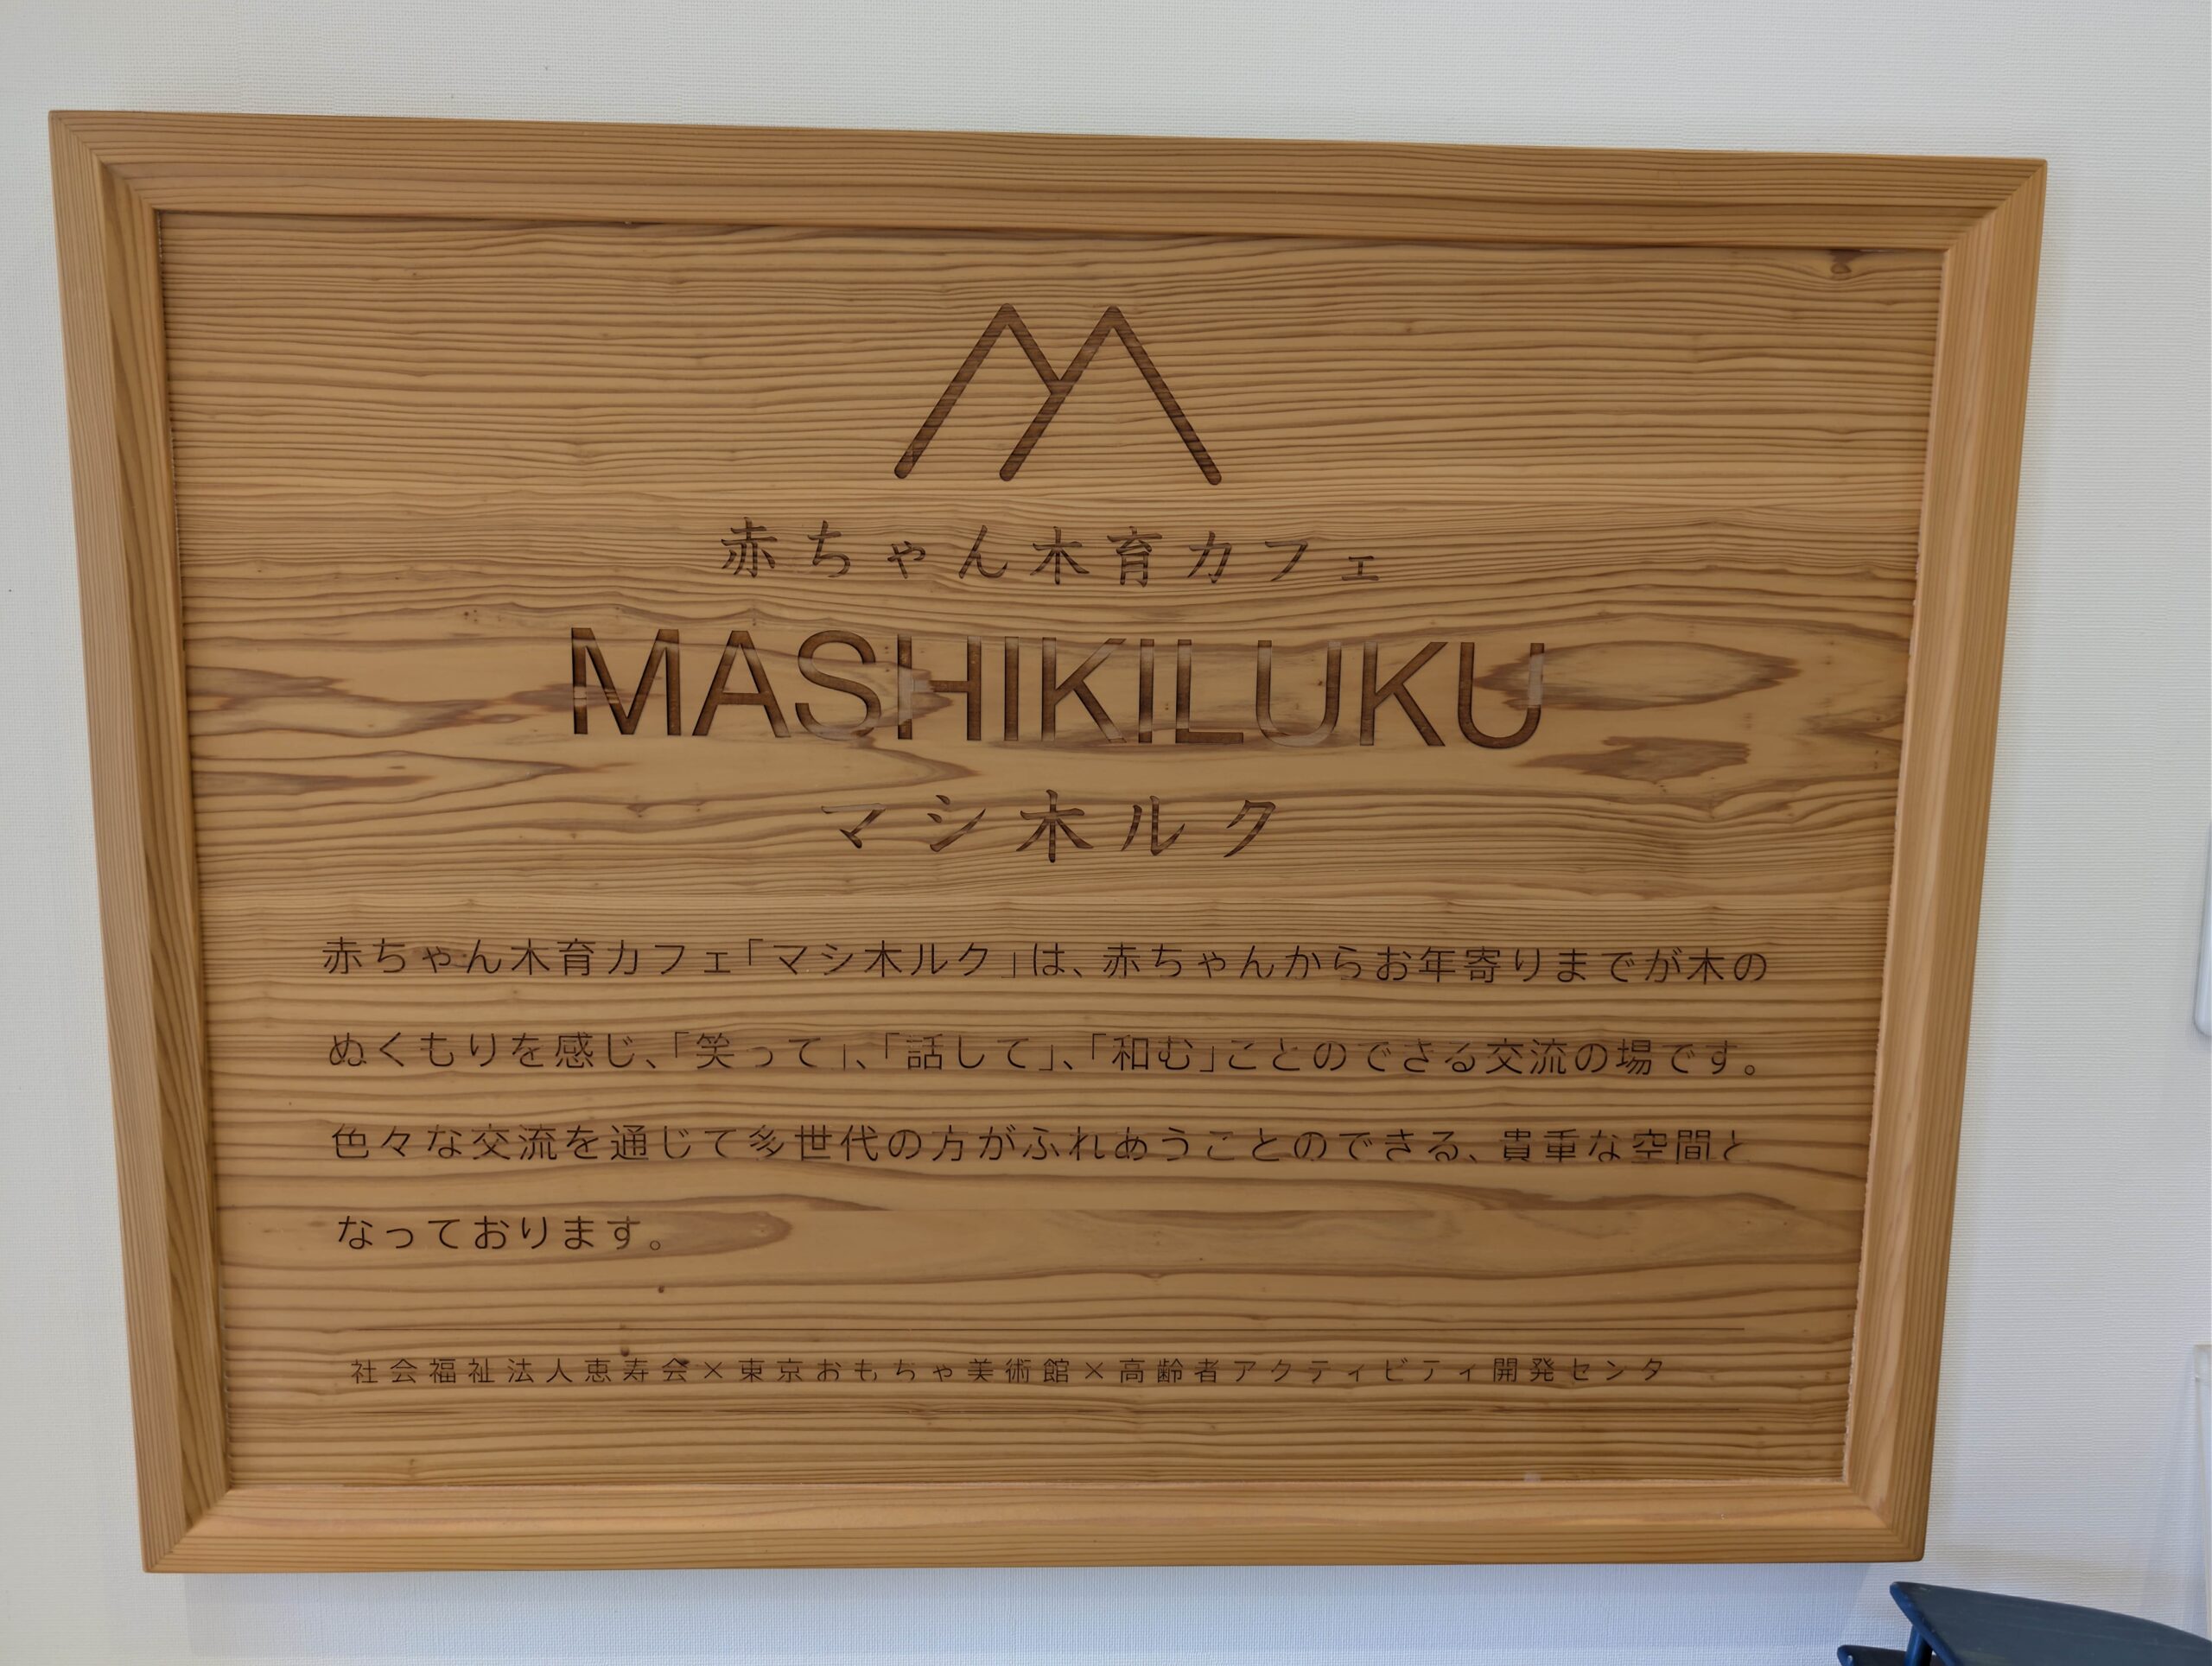 赤ちゃん木育カフェ
MASHIKILUKU
マシ木ルク
赤ちゃん木育カフェ「マシ木ルク」は、赤ちゃんからお年寄りまでが木の
ぬくもりを感じ、「笑って」、「話して」、「和む」ことのできる交流の場です。
色々な交流を通じて多世代の方がふれあうことのできる、貴重な空間と
なっております。
社会福祉法人恵寿会×東京おもちゃ美術館×高齢者アクティビティ開発センタ